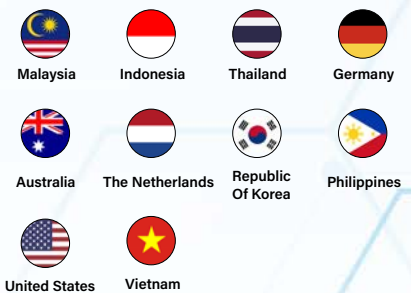 Malaysia
Indonesia
Thailand
Germany
Australia
The Netherlands
Republic
Of Korea
Philippines
United States
Vietnam